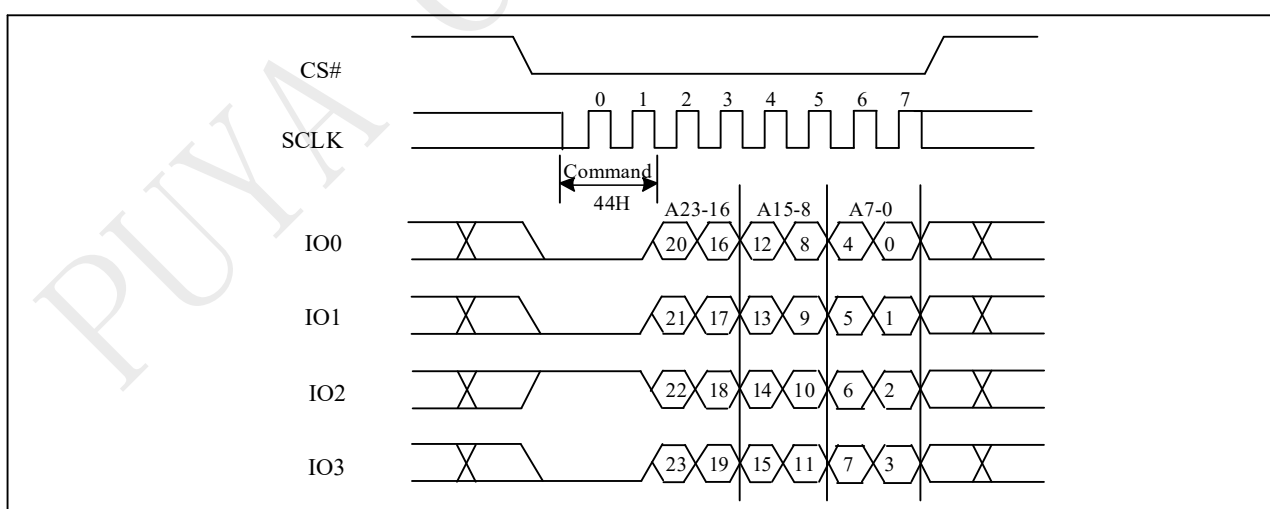 PUYA
CS#
0 1 2 3 4 5 6 7
SCLK
Command
44H
A23-16 A15-8 A7-0
IO0 20 16 12 8 4 0
IO1 21 17 13 9 5 1
IO2 22 18 14 10 6 2
IO3 23 19 15 11 7 3